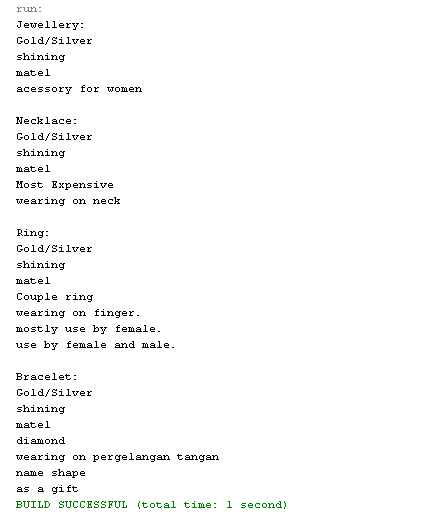 run:
Jewellery:
Gold/Silver
shining
matel
acessory for women
Necklace:
Gold/Silver
shining
matel
Most Expensive
wearing on neck
Ring:
Gold/Silver
shining
matel
Couple ring
wearing on finger.
mostly use by female.
use by female and male.
Bracelet:
Gold/Silver
shining
matel
diamond
wearing on pergelangan tangan
name shape
as a gift
BUILD SUCCESSFUL (total time: 1 second)